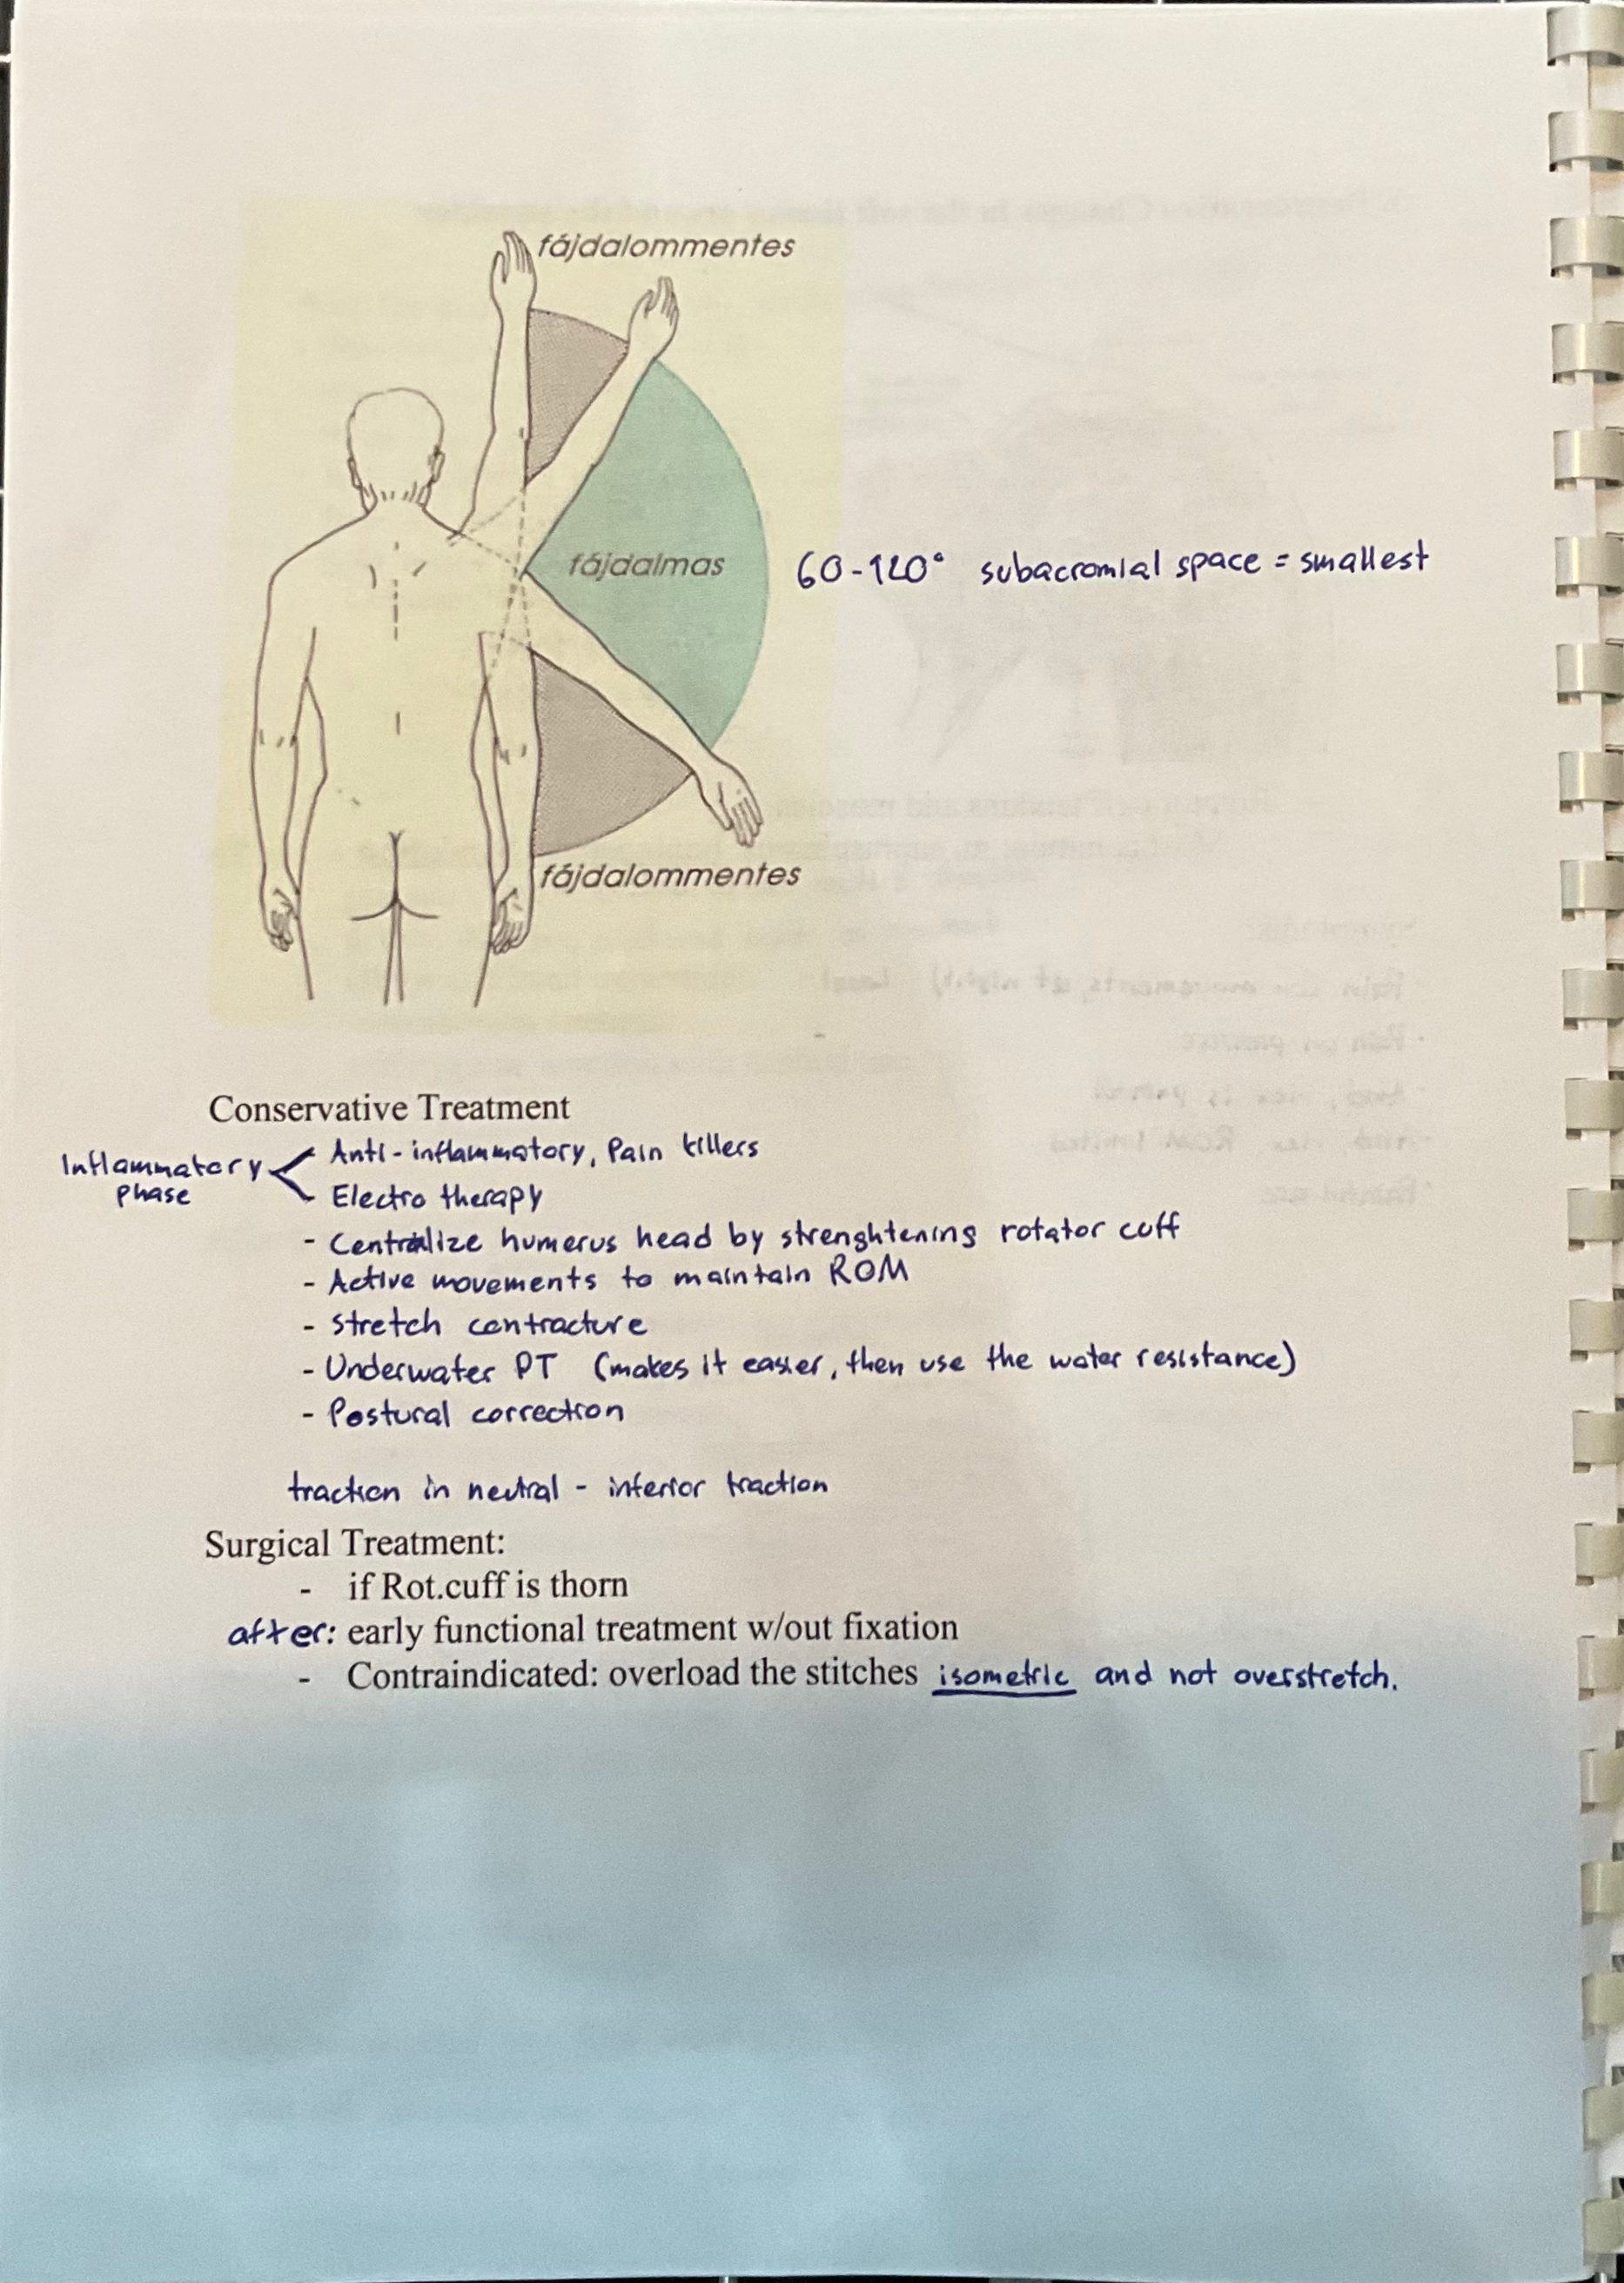 fájdalommentes
fájdalmas
60-120° subacromial space = smallest
fájdalommentes
Conservative Treatment
Inflammatory phase
Anti-inflammatory, Pain killers
Electro therapy
- Centralize humerus head by strenghtening rotator cuff
- Active movements to maintain ROM
- Stretch contracture
- Underwater PT (makes it easier, then use the water resistance)
- Postural correction
traction in neutral - inferior traction
Surgical Treatment:
- if Rot.cuff is thorn
after: early functional treatment w/out fixation
- Contraindicated: overload the stitches isometric and not overstretch.